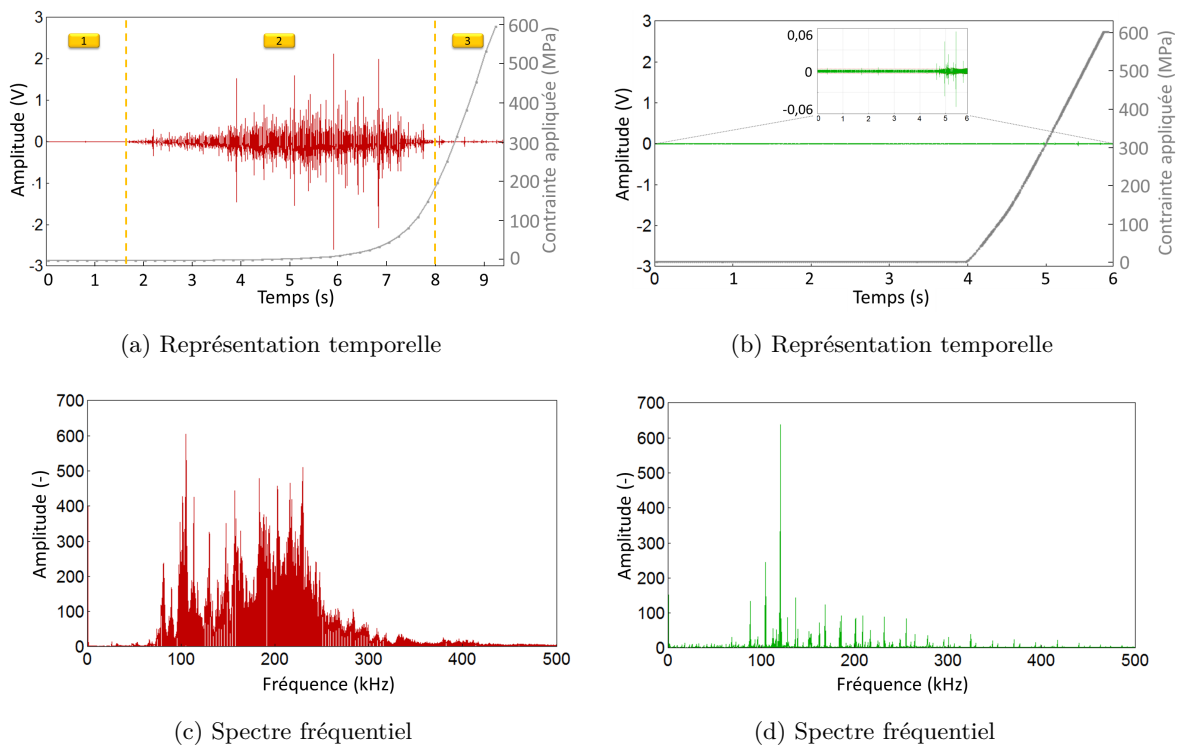 3
2
1
0
-1
-2
-3
Amplitude (V)
1
2
3
600
500
400
300
200
100
0
Contrainte appliquée (MPa)
0 1 2 3 4 5 6 7 8 9
Temps (s)
(a) Représentation temporelle
3
2
1
0
-1
-2
-3
Amplitude (V)
0,06
-0,06
0 1 2 3 4 5 6
600
500
400
300
200
100
0
Contrainte appliquée (MPa)
0 1 2 3 4 5 6
Temps (s)
(b) Représentation temporelle
700
600
500
400
300
200
100
0
Amplitude (-)
0 100 200 300 400 500
Fréquence (kHz)
(c) Spectre fréquentiel
700
600
500
400
300
200
100
0
Amplitude (-)
0 100 200 300 400 500
Fréquence (kHz)
(d) Spectre fréquentiel